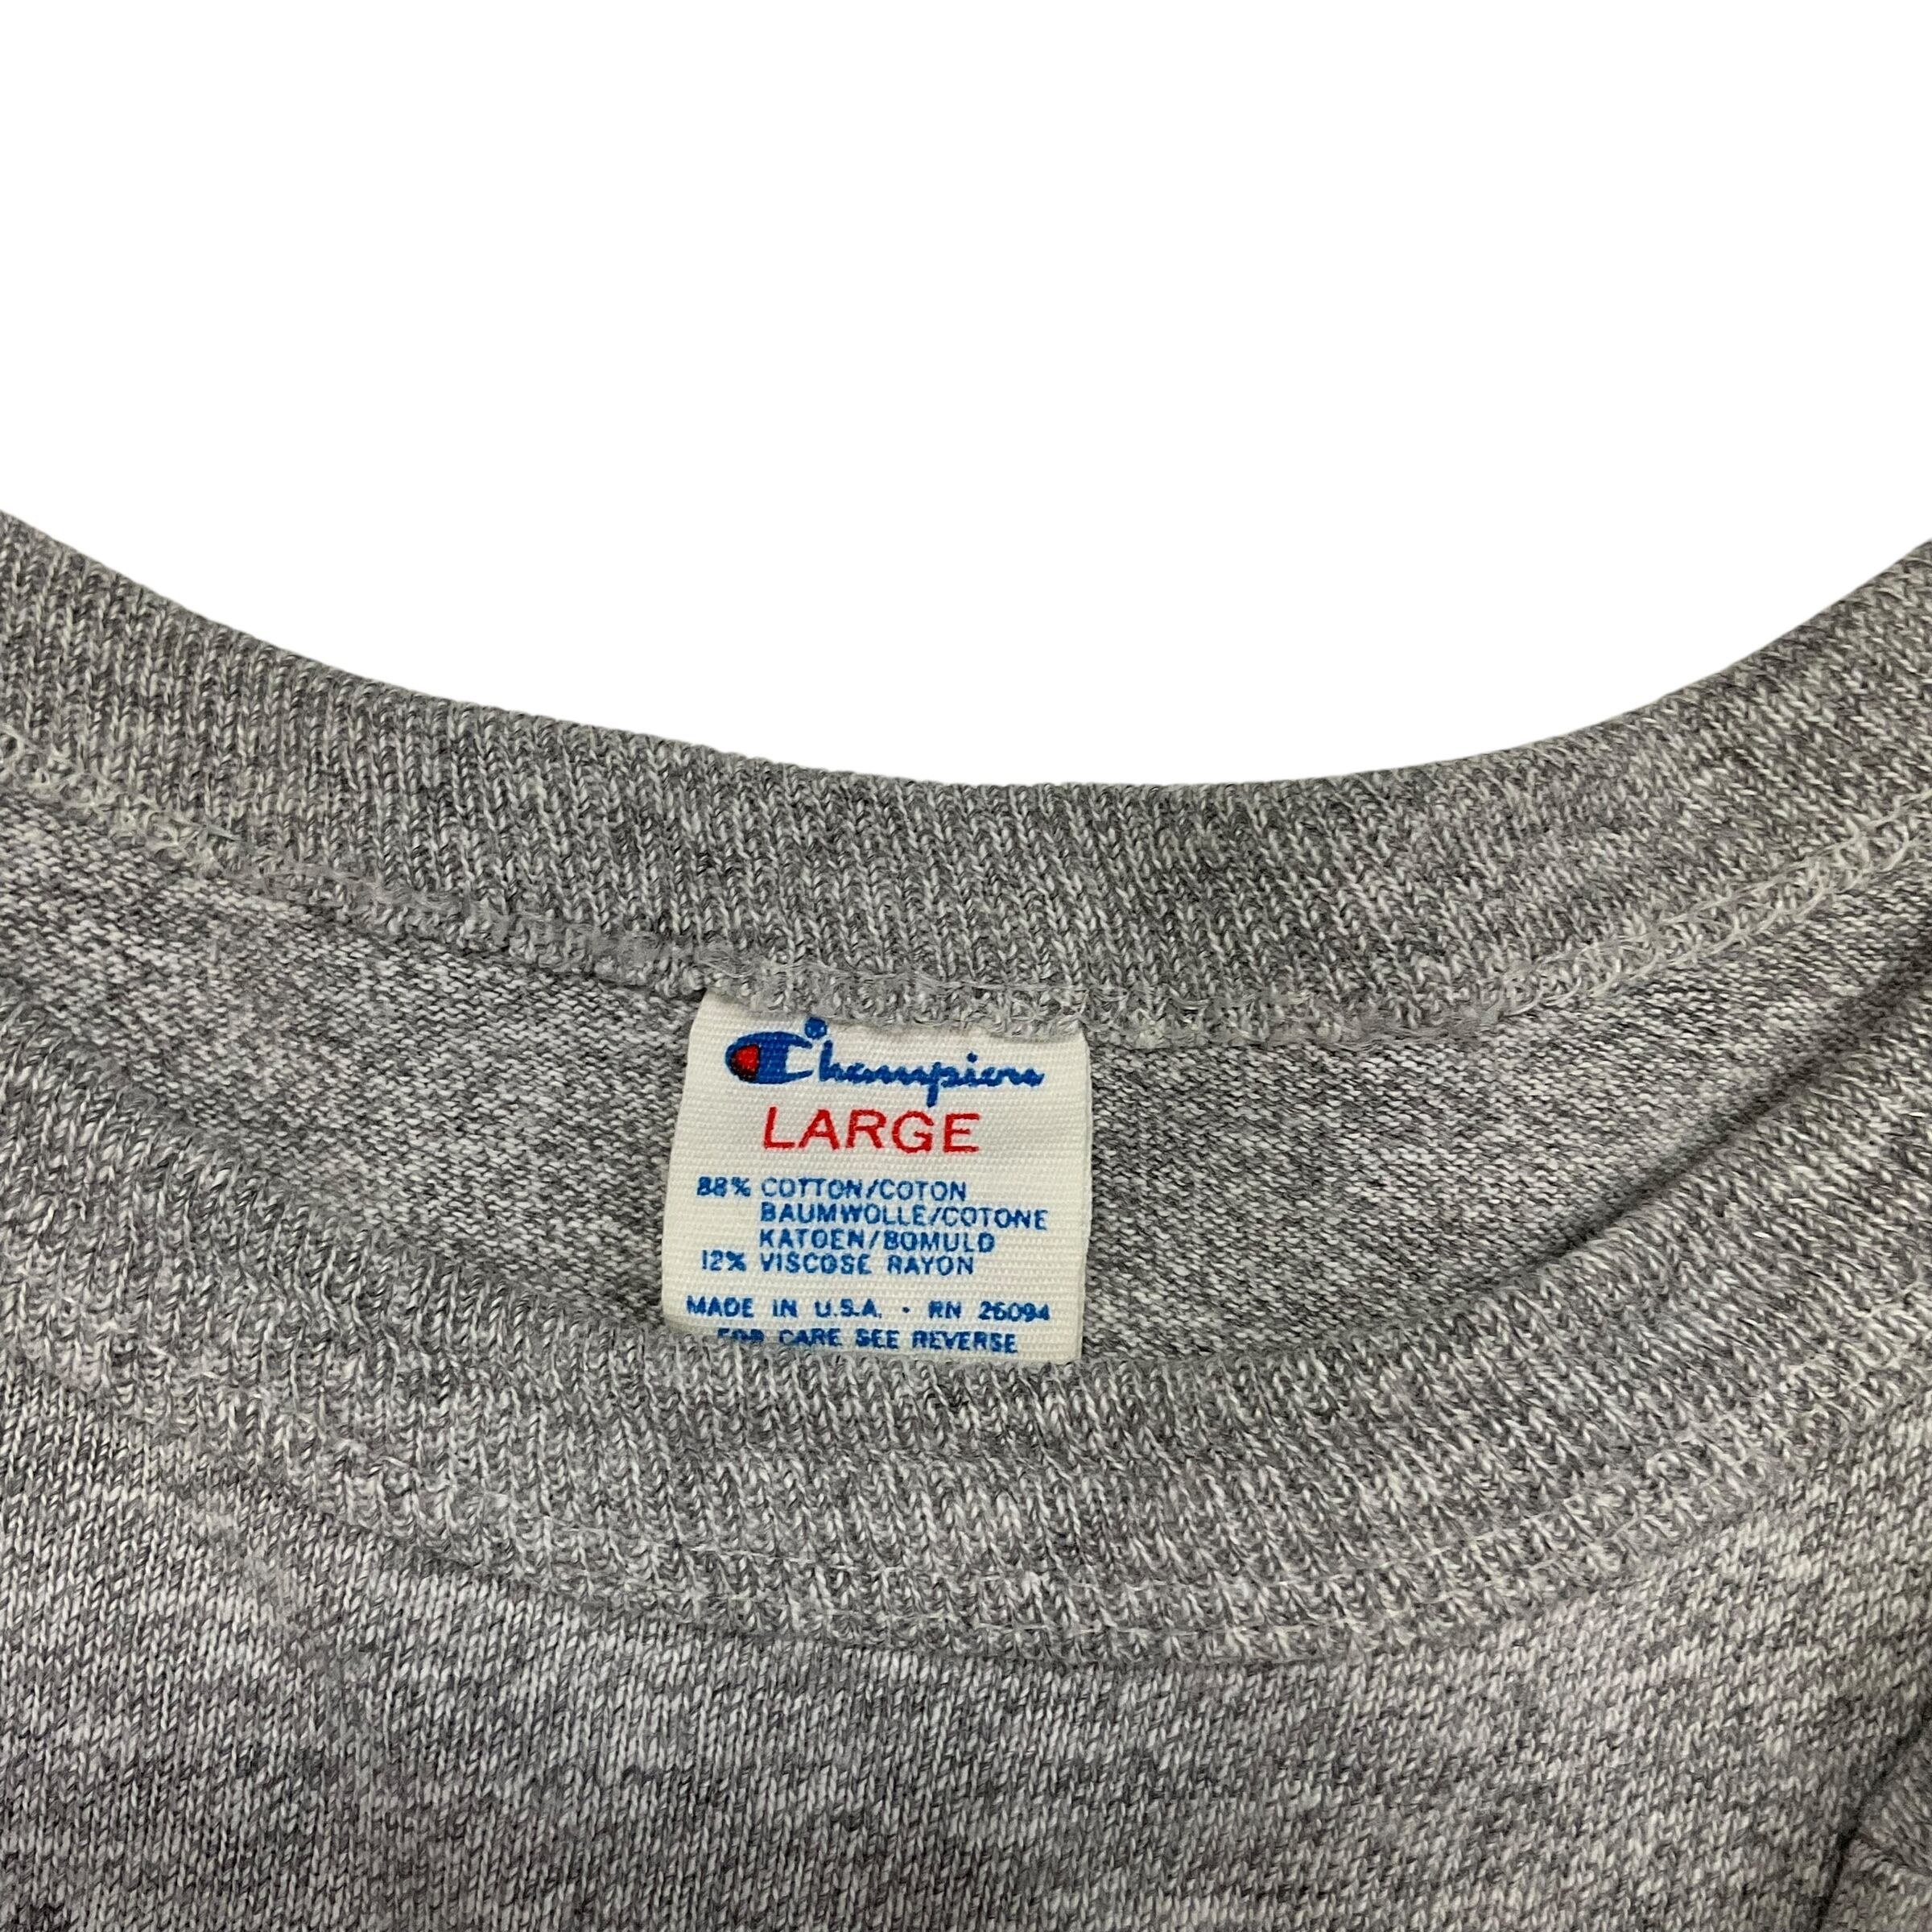 Champion
LARGE
88% COTTON/COTON
BAUMWOLLE/COTONE
KATOEN/BOMULD
12% VISCOSE RAYON
MADE IN U.S.A. · RN 26094
FOR CARE SEE REVERSE